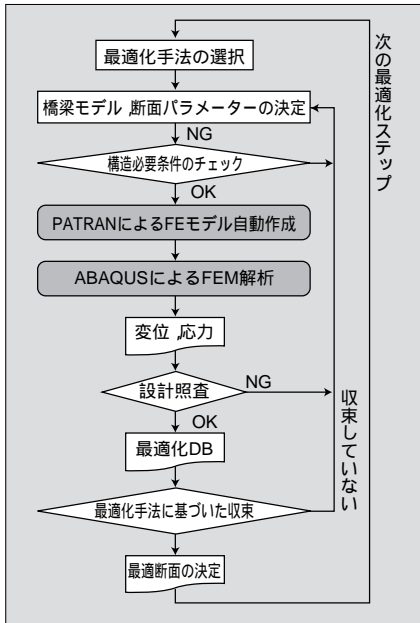 最適化手法の選択
橋梁モデル,断面パラメーターの決定
NG
構造必要条件のチェック
OK
PATRANによるFEモデル自動作成
ABAQUSによるFEM解析
変位,応力
設計照査
NG
OK
最適化DB
最適化手法に基づいた収束
最適断面の決定
収束していない
次の最適化ステップ